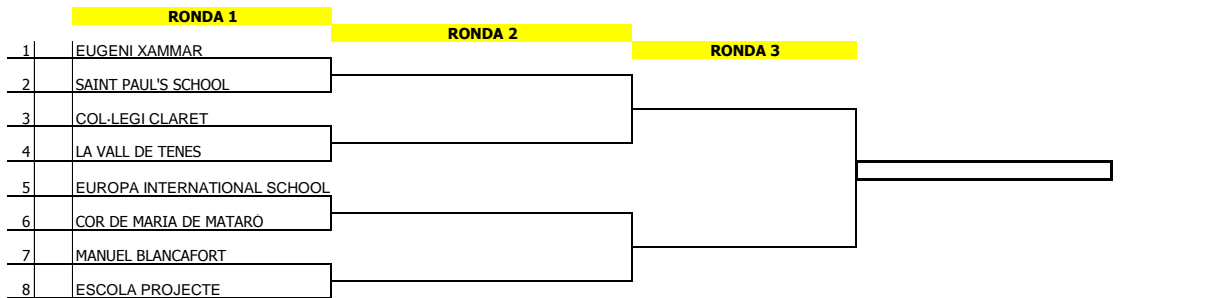 RONDA 1
RONDA 2
RONDA 3
1 EUGENI XAMMAR
2 SAINT PAUL'S SCHOOL
3 COL·LEGI CLARET
4 LA VALL DE TENES
5 EUROPA INTERNATIONAL SCHOOL
6 COR DE MARIA DE MATARÓ
7 MANUEL BLANCAFORT
8 ESCOLA PROJECTE